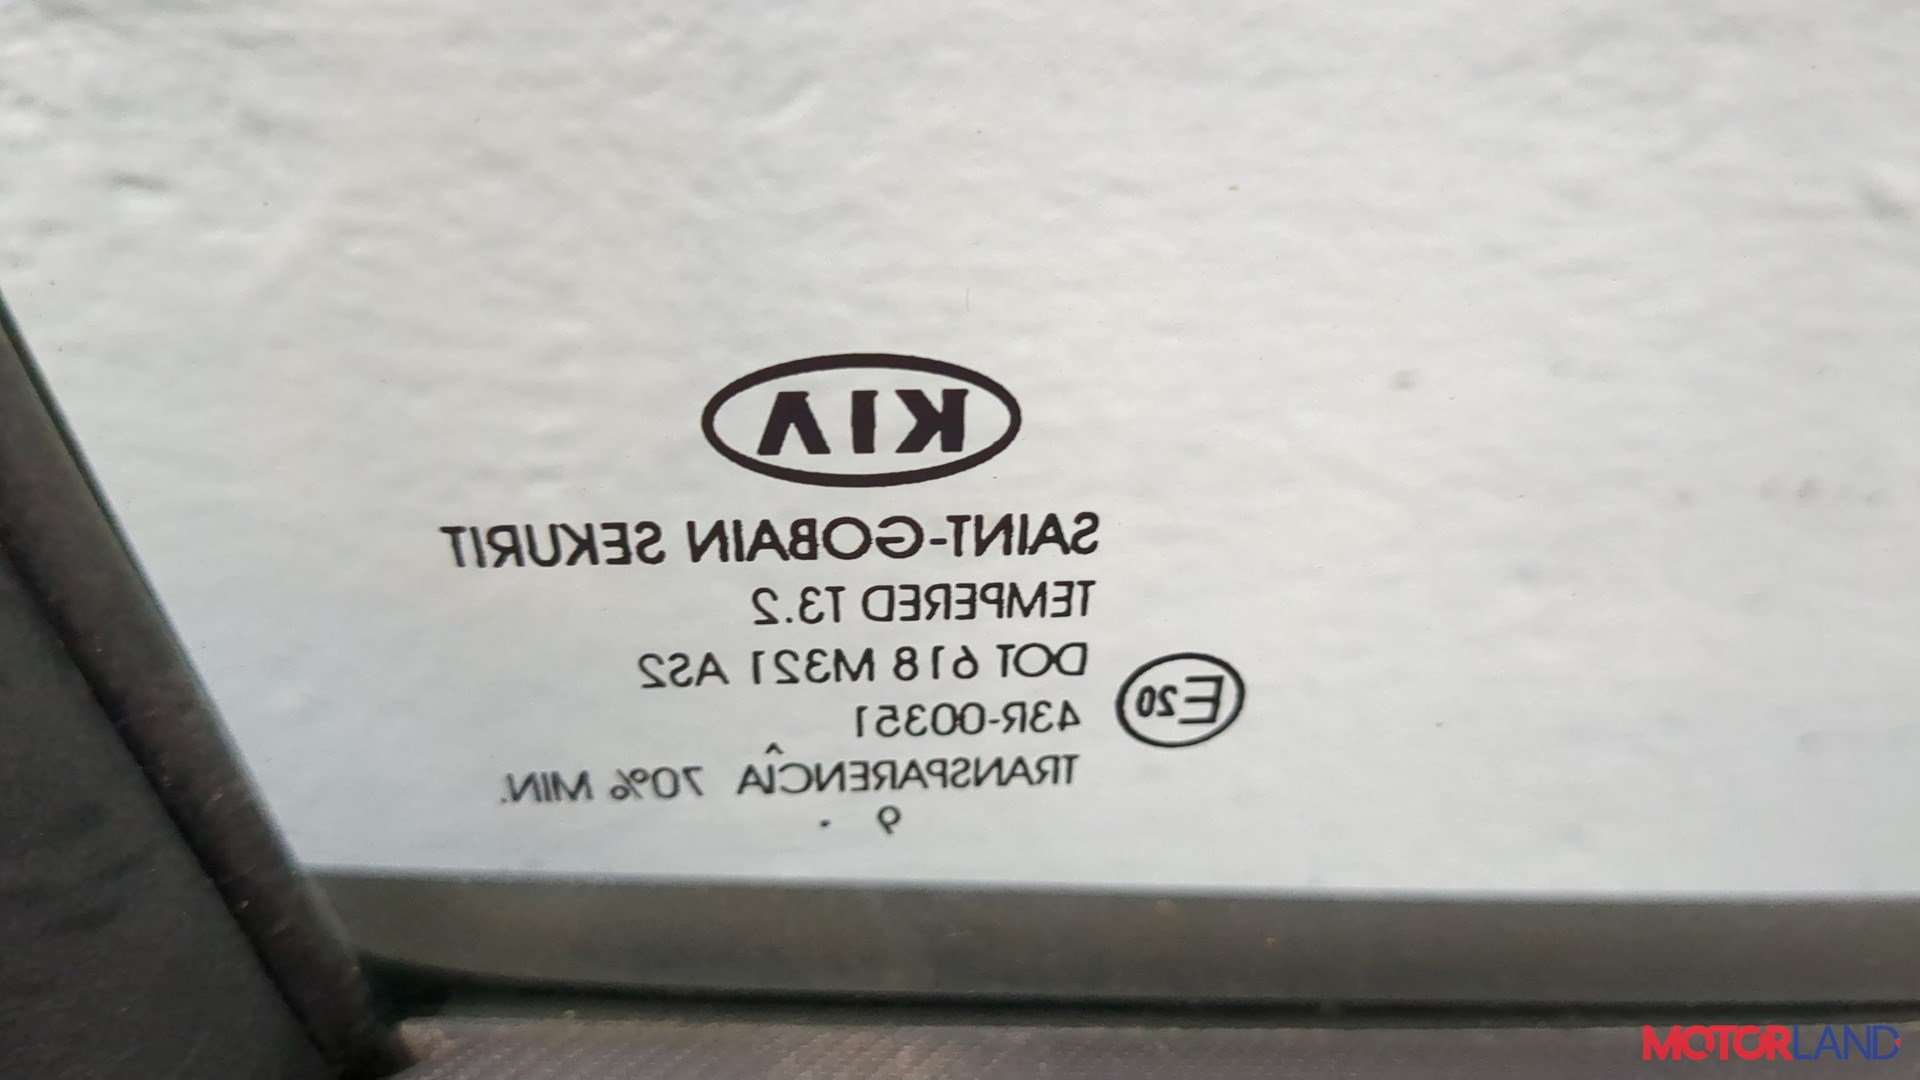 KIA
SAINT-GOBAIN SEKURIT
TEMPERED T3.2
DOT 618 M321 AS2
E20
43R-00351
TRANSPARENCIA 70% MIN.
9 .
MOTORLAND